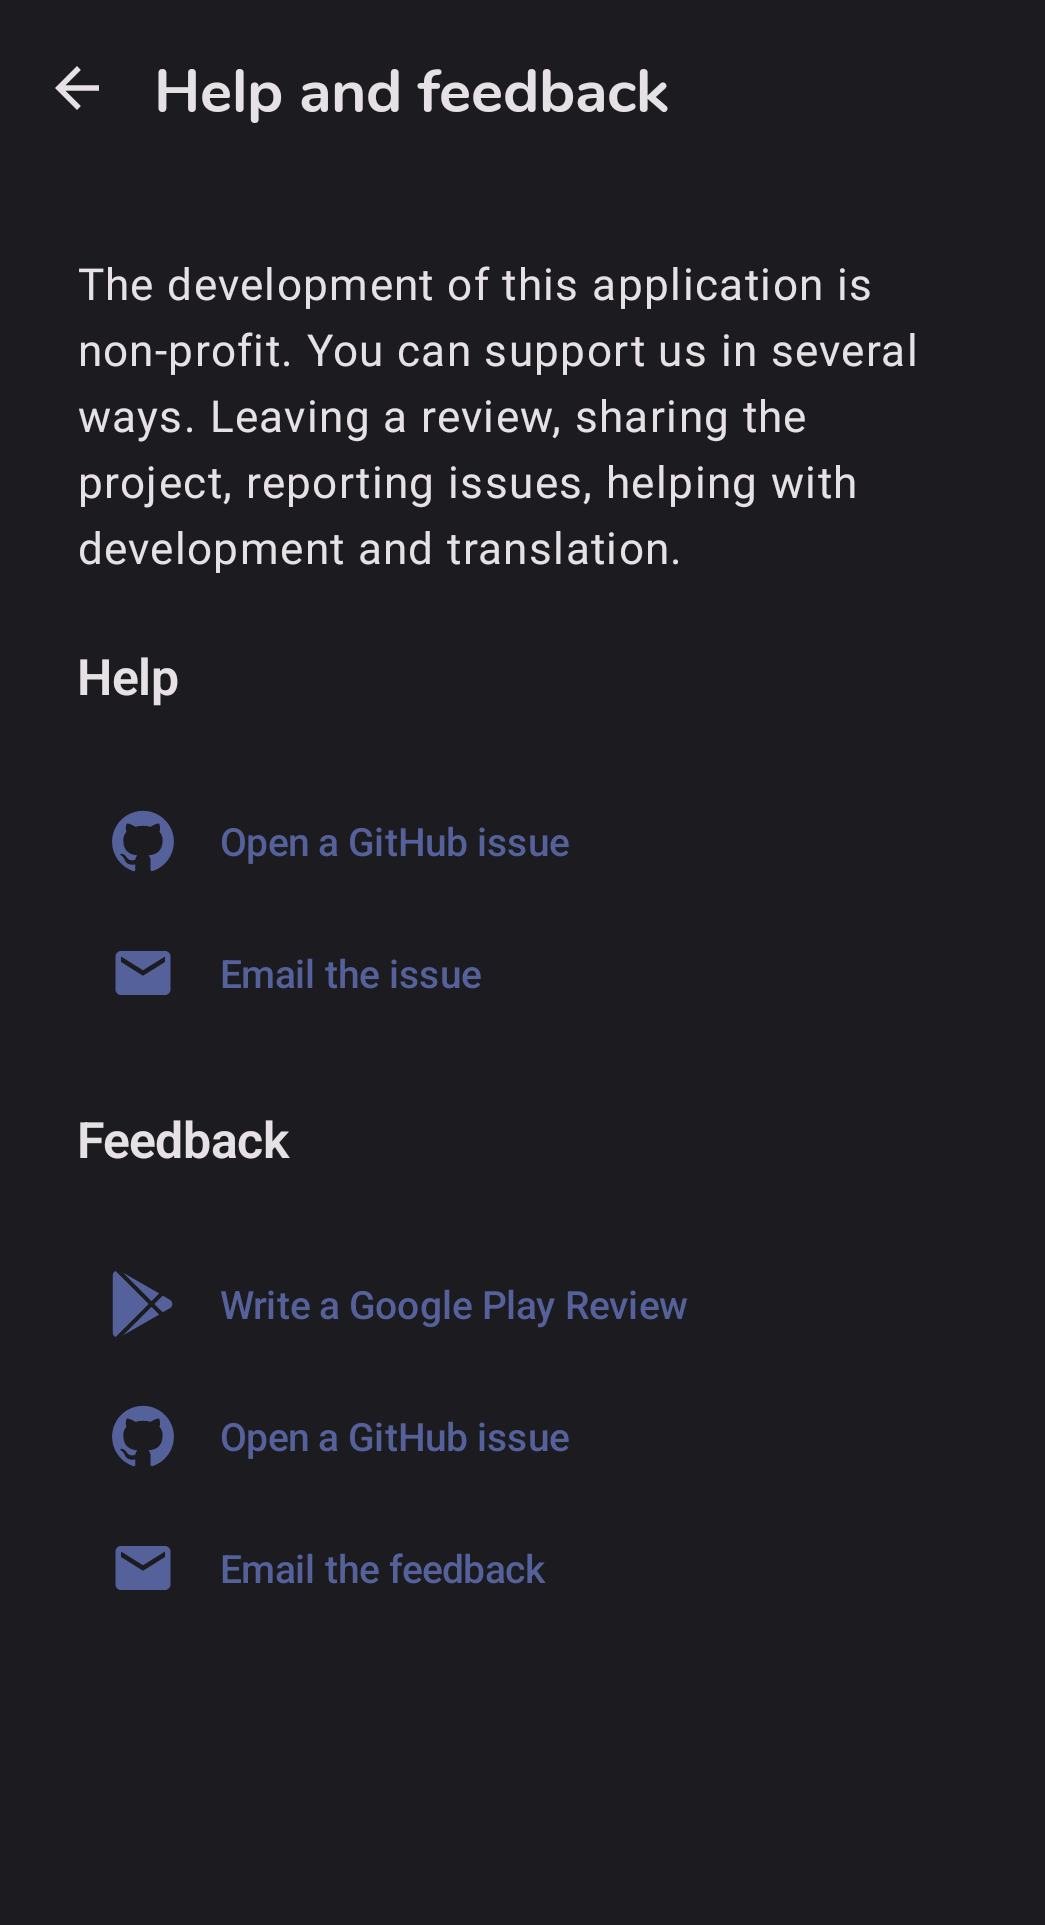 Help and feedback
The development of this application is
non-profit. You can support us in several
ways. Leaving a review, sharing the
project, reporting issues, helping with
development and translation.
Help
Open a GitHub issue
Email the issue
Feedback
Write a Google Play Review
Open a GitHub issue
Email the feedback